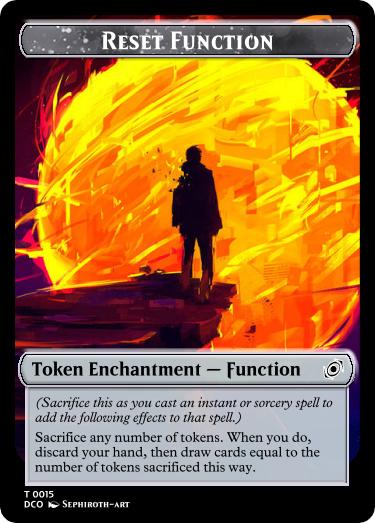 RESET FUNCTION
Token Enchantment — Function
(Sacrifice this as you cast an instant or sorcery spell to
add the following effects to that spell.)
Sacrifice any number of tokens. When you do,
discard your hand, then draw cards equal to the
number of tokens sacrificed this way.
T 0015
DCO SEPHIROTH-ART